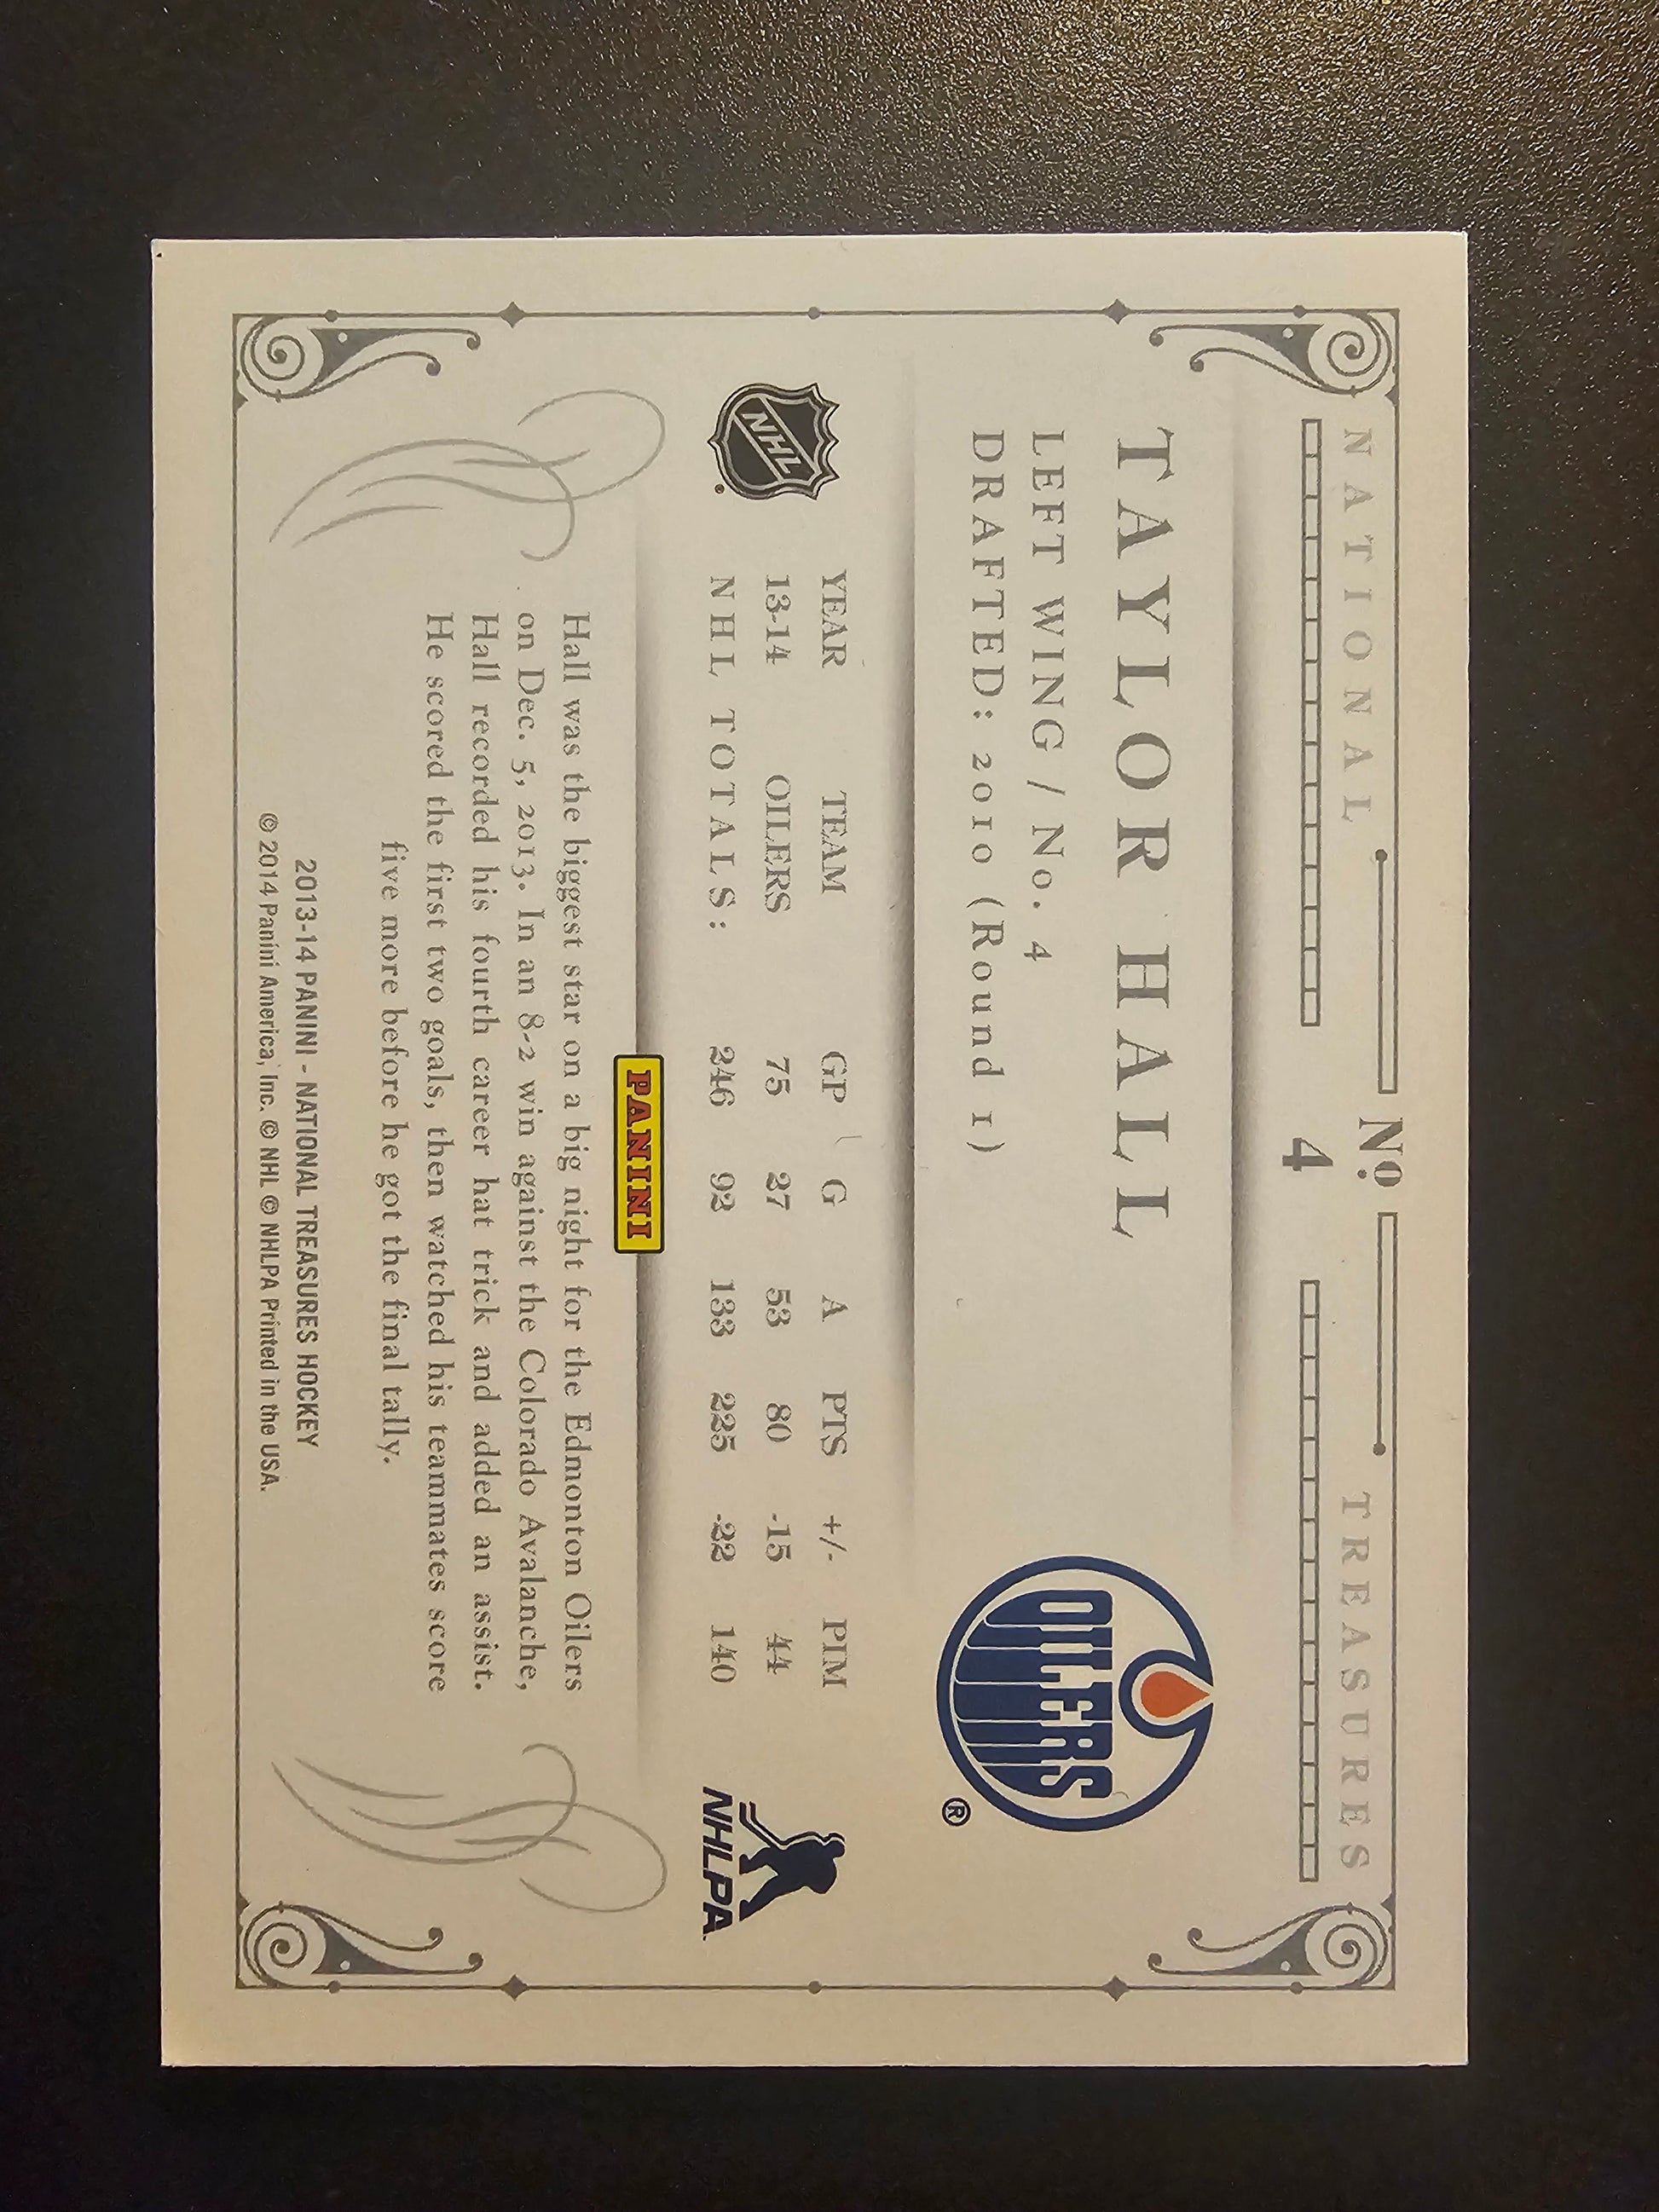 NATIONAL No. TREASURES
4
TAYLOR HALL
LEFT WING / No. 4
DRAFTED: 2010 (Round 1)
OILERS
®
NHL
YEAR TEAM GP G A PTS +/- PIM
13-14 OILERS 75 27 53 80 -15 44
NHL TOTALS: 246 92 133 225 -22 140
NHLPA
PANINI
Hall was the biggest star on a big night for the Edmonton Oilers
on Dec. 5, 2013. In an 8-2 win against the Colorado Avalanche,
Hall recorded his fourth career hat trick and added an assist.
He scored the first two goals, then watched his teammates score
five more before he got the final tally.
2013-14 PANINI - NATIONAL TREASURES HOCKEY
© 2014 Panini America, Inc. © NHL © NHLPA Printed in the USA.